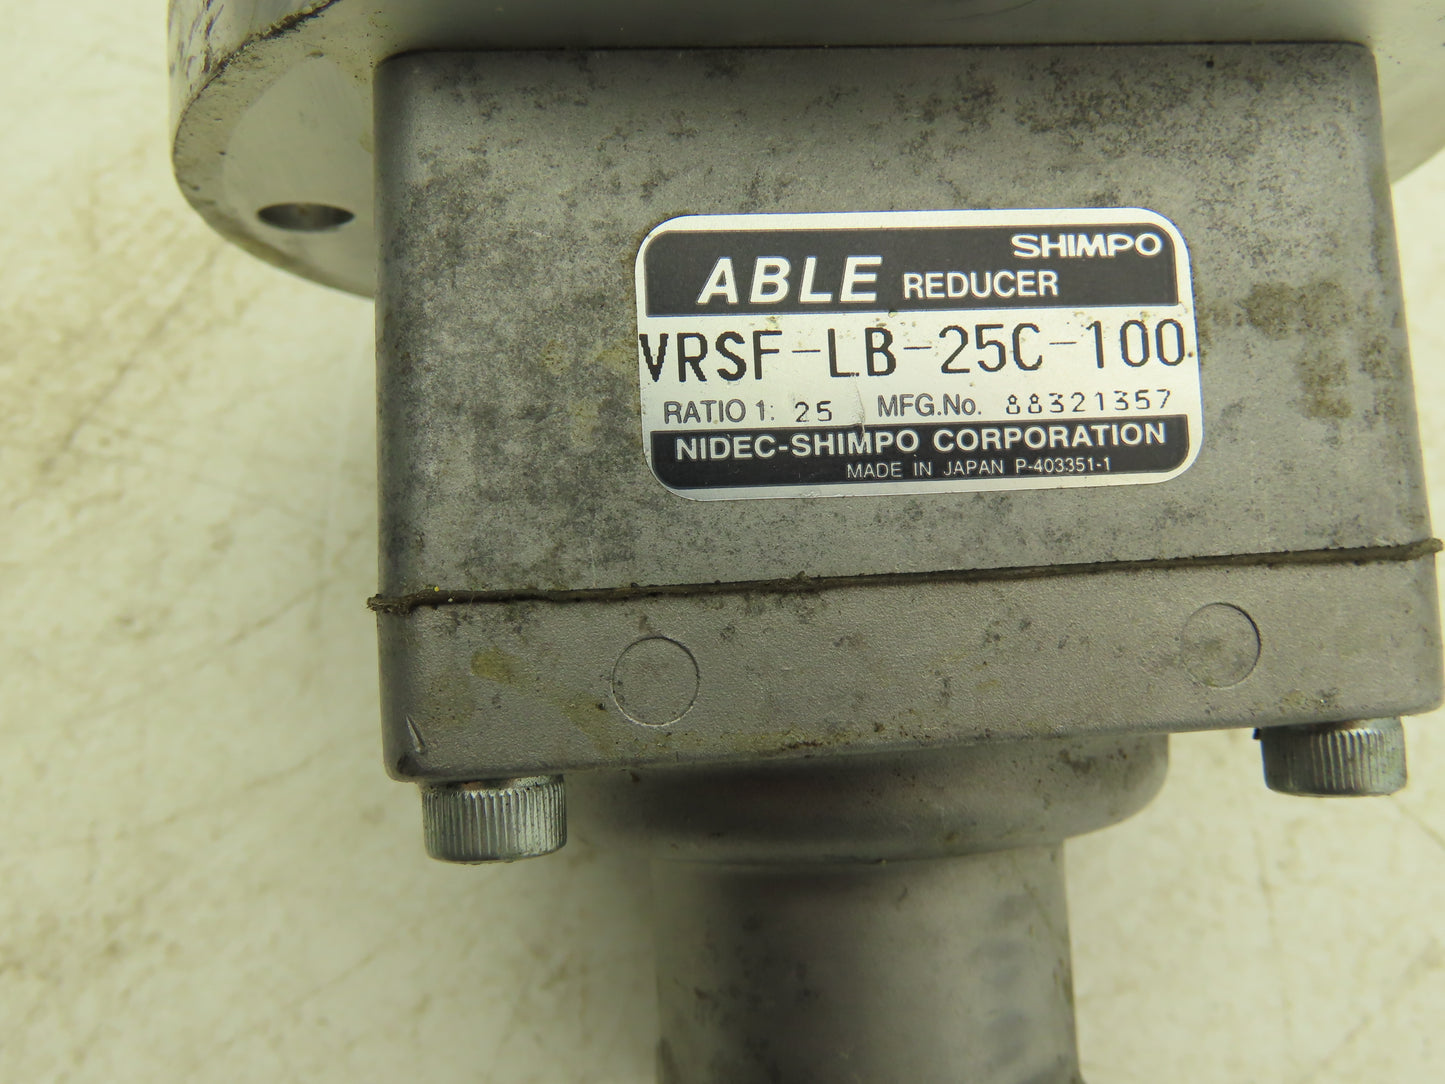 SHIMPO
ABLE REDUCER
VRSF-LB-25C-100
RATIO 1: 25 MFG.No. 88321357
NIDEC-SHIMPO CORPORATION
MADE IN JAPAN P-403351-1